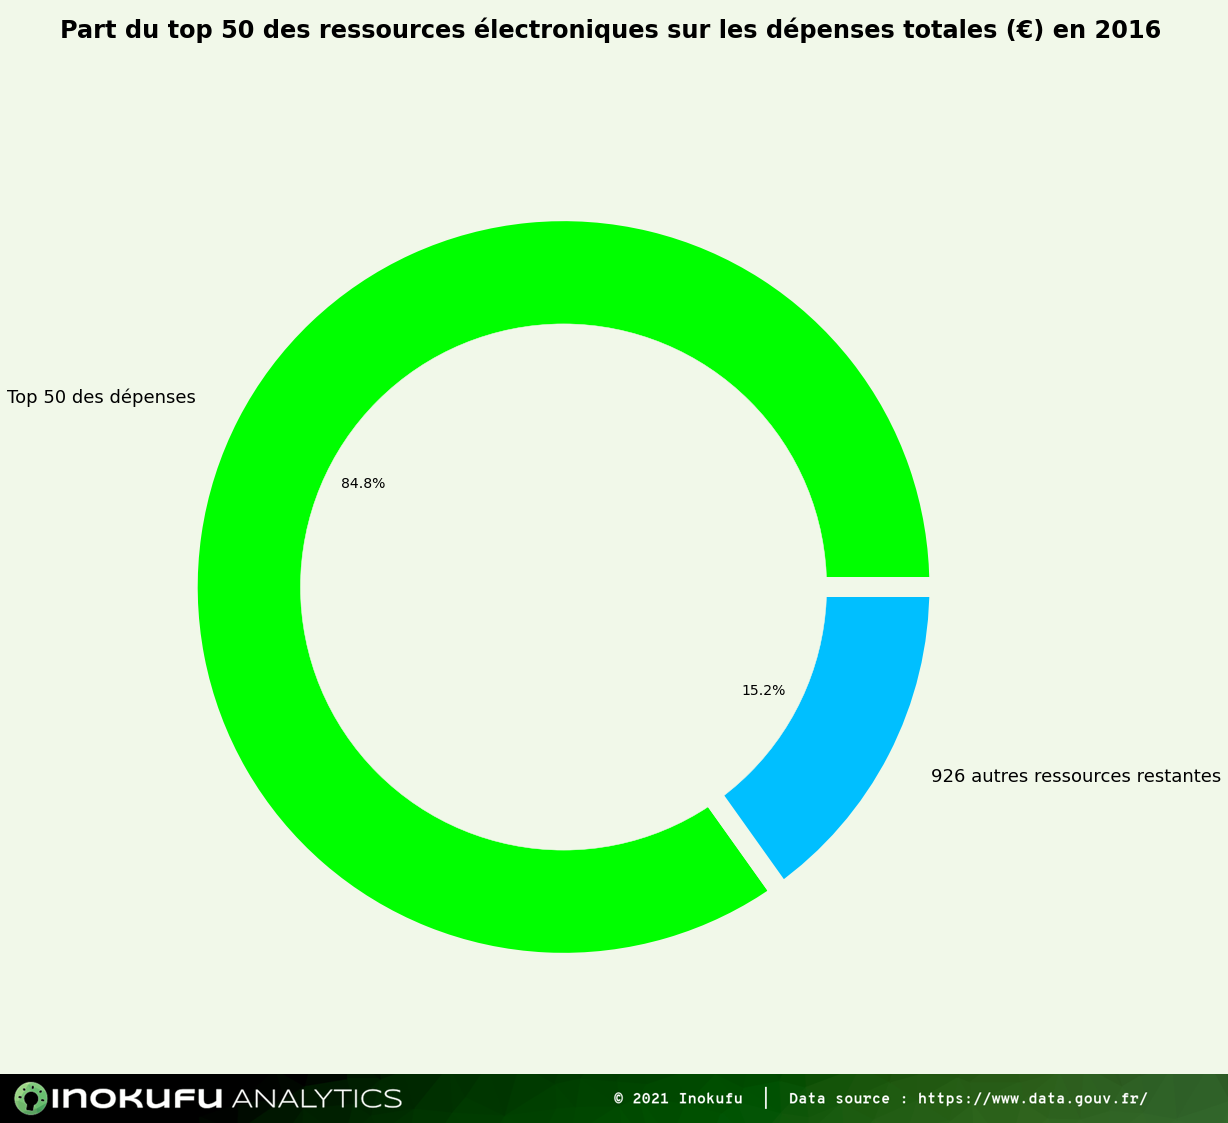 Part du top 50 des ressources électroniques sur les dépenses totales (€) en 2016
Top 50 des dépenses
84.8%
15.2%
926 autres ressources restantes
INOKUFU ANALYTICS
© 2021 Inokufu | Data source : https://www.data.gouv.fr/